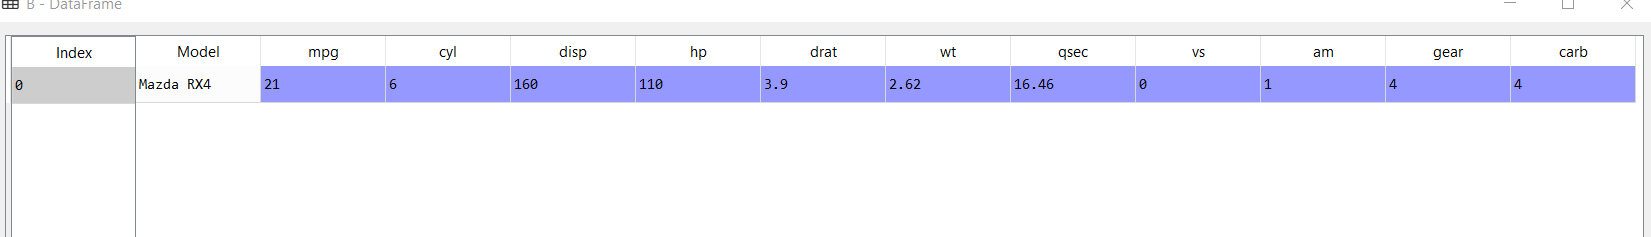 B - DataFrame
Index Model mpg cyl disp hp drat wt qsec vs am gear carb
0 Mazda RX4 21 6 160 110 3.9 2.62 16.46 0 1 4 4